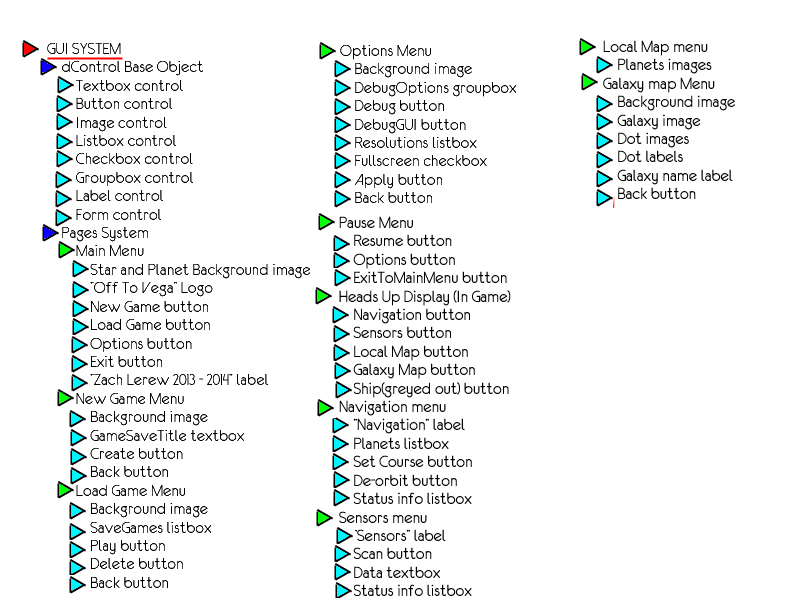 GUI SYSTEM
dControl Base Object
Textbox control
Button control
Image control
Listbox control
Checkbox control
Groupbox control
Label control
Form control
Pages System
Main Menu
Star and Planet Background image
"Off To Vega" Logo
New Game button
Load Game button
Options button
Exit button
"Zach Lerew 2013 - 2014" label
New Game Menu
Background image
GameSaveTitle textbox
Create button
Back button
Load Game Menu
Background image
SaveGames listbox
Play button
Delete button
Back button
Options Menu
Background image
DebugOptions groupbox
Debug button
DebugGUI button
Resolutions listbox
Fullscreen checkbox
Apply button
Back button
Pause Menu
Resume button
Options button
ExitToMainMenu button
Heads Up Display (In Game)
Navigation button
Sensors button
Local Map button
Galaxy Map button
Ship(greyed out) button
Navigation menu
"Navigation" label
Planets listbox
Set Course button
De-orbit button
Status info listbox
Sensors menu
"Sensors" label
Scan button
Data textbox
Status info listbox
Local Map menu
Planets images
Galaxy map Menu
Background image
Galaxy image
Dot images
Dot labels
Galaxy name label
Back button